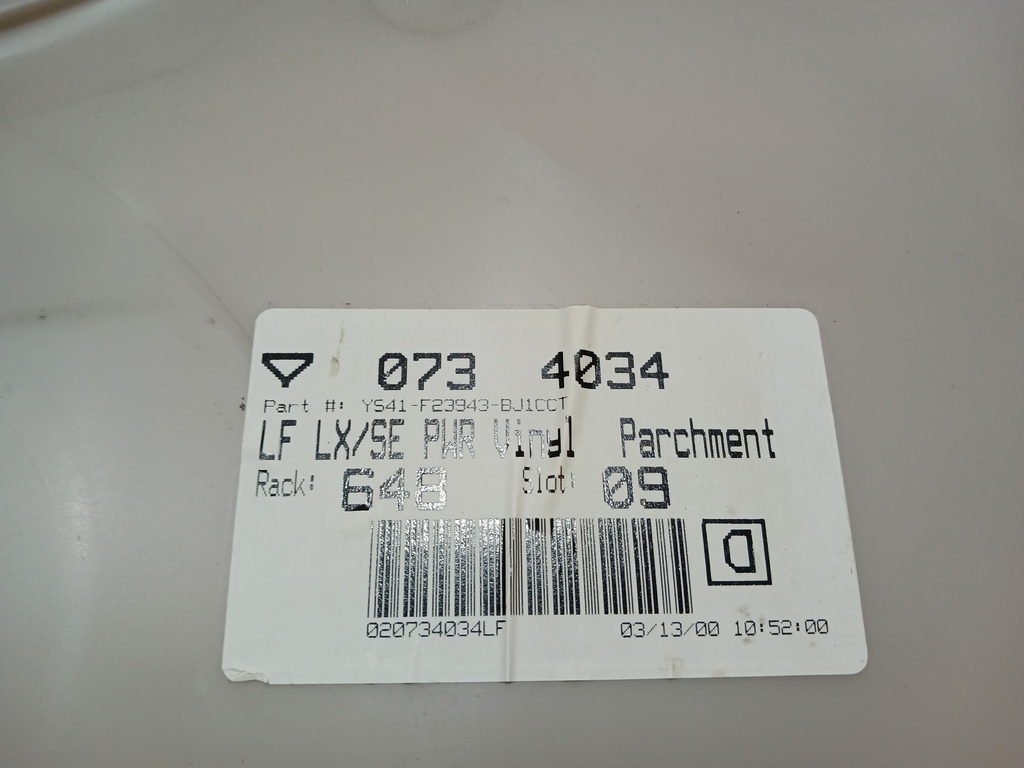 073 4034
Part #: YS41-F23943-BJ1CCT
LF LX/SE PWR Vinyl Parchment
Rack: 648 Slot: 09
D
020734034LF 03/13/00 10:52:00